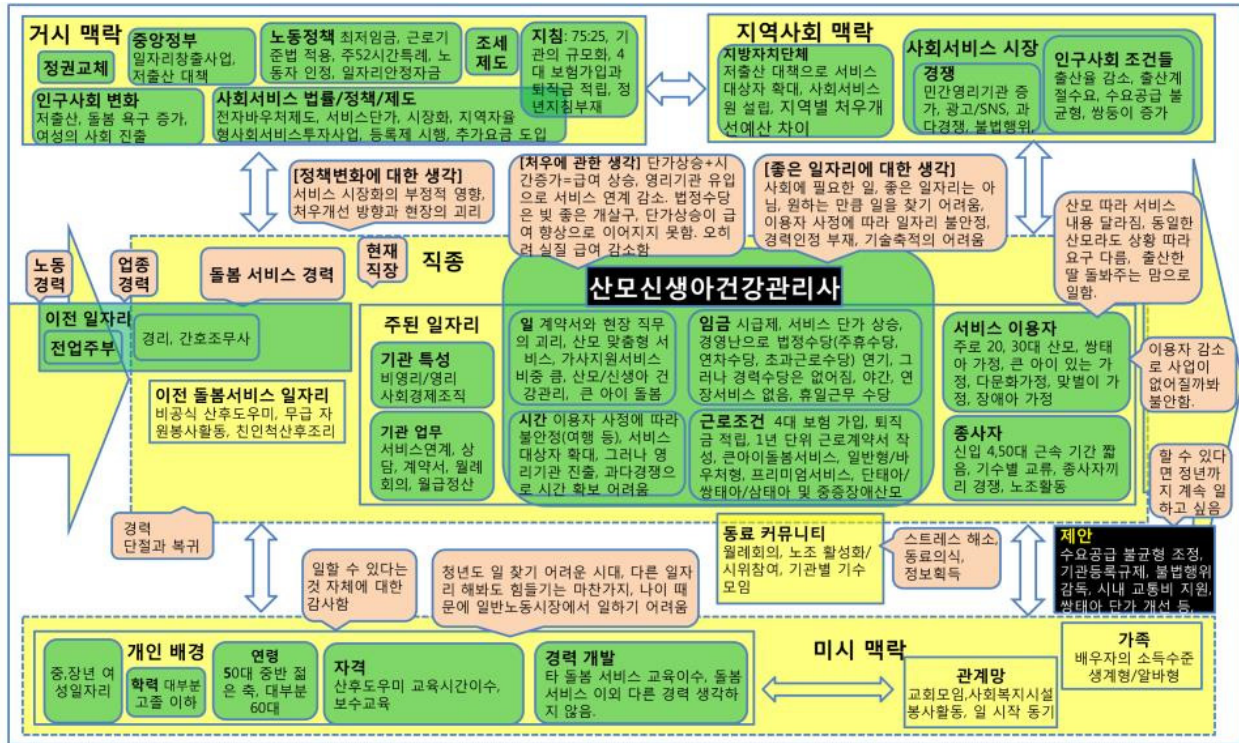 거시 맥락
정권교체
중앙정부
일자리창출사업,
저출산 대책
노동정책 최저임금, 근로기
준법 적용, 주52시간특례, 노
동자 인정, 일자리안정자금
조세
제도
지침: 75:25, 기
관의 규모화, 4
대 보험가입과
퇴직금 적립, 정
년지침부재
인구사회 변화
저출산, 돌봄 욕구 증가,
여성의 사회 진출
사회서비스 법률/정책/제도
전자바우처제도, 서비스단가, 시장화, 지역자율
형사회서비스투자사업, 등록제 시행, 추가요금 도입
지역사회 맥락
지방자치단체
저출산 대책으로 서비스
대상자 확대, 사회서비스
원 설립, 지역별 처우개
선예산 차이
사회서비스 시장
경쟁
민간영리기관 증
가, 광고/SNS, 과
다경쟁, 불법행위,
인구사회 조건들
출산율 감소, 출산계
절수요, 수요공급 불
균형, 쌍둥이 증가
[정책변화에 대한 생각]
서비스 시장화의 부정적 영향,
처우개선 방향과 현장의 괴리
[처우에 관한 생각] 단가상승+시
간증가=급여 상승, 영리기관 유입
으로 서비스 연계 감소. 법정수당
은 빛 좋은 개살구, 단가상승이 급
여 향상으로 이어지지 못함. 오히
려 실질 급여 감소함
[좋은 일자리에 대한 생각]
사회에 필요한 일, 좋은 일자리는 아
님, 원하는 만큼 일을 찾기 어려움,
이용자 사정에 따라 일자리 불안정,
경력인정 부재, 기술축적의 어려움
산모 따라 서비스
내용 달라짐, 동일한
산모라도 상황 따라
요구 다름, 출산한
딸 돌봐주는 맘으로
일함.
노동
경력
업종
경력
돌봄 서비스 경력
현재
직장
직종
산모신생아건강관리사
이전 일자리
전업주부
경리, 간호조무사
이전 돌봄서비스 일자리
비공식 산후도우미, 무급 자
원봉사활동, 친인척산후조리
주된 일자리
기관 특성
비영리/영리
사회경제조직
기관 업무
서비스연계, 상
담, 계약서, 월례
회의, 월급정산
일 계약서와 현장 직무
의 괴리, 산모 맞춤형 서
비스, 가사지원서비스
비중 큼, 산모/신생아 건
강관리, 큰 아이 돌봄
시간 이용자 사정에 따라
불안정(여행 등), 서비스
대상자 확대, 그러나 영
리기관 진출, 과다경쟁으
로 시간 확보 어려움
임금 시급제, 서비스 단가 상승,
경영난으로 법정수당(주휴수당,
연차수당, 초과근로수당) 연기, 그
러나 경력수당은 없어짐, 야간, 연
장서비스 없음, 휴일근무 수당
근로조건 4대 보험 가입, 퇴직
금 적립, 1년 단위 근로계약서 작
성, 큰아이돌봄서비스, 일반형/바
우처형, 프리미엄서비스, 단태아/
쌍태아/삼태아 및 중증장애산모
서비스 이용자
주로 20, 30대 산모, 쌍태
아 가정, 큰 아이 있는 가
정, 다문화가정, 맞벌이 가
정, 장애아 가정
종사자
신입 4,50대 근속 기간 짧
음, 기수별 교류, 종사자끼
리 경쟁, 노조활동
이용자 감소
로 사업이
없어질까봐
불안함.
할 수 있다
면 정년까
지 계속 일
하고 싶음
경력
단절과 복귀
동료 커뮤니티
월례회의, 노조 활성화/
시위참여, 기관별 기수
모임
스트레스 해소,
동료의식,
정보획득
제안
수요공급 불균형 조정,
기관등록규제, 불법행위
감독, 시내 교통비 지원,
쌍태아 단가 개선 등,
일할 수 있다는
것 자체에 대한
감사함
청년도 일 찾기 어려운 시대, 다른 일자
리 해봐도 힘들기는 마찬가지, 나이 때
문에 일반노동시장에서 일하기 어려움
개인 배경
중,장년 여
성일자리
학력 대부분
고졸 이하
연령
50대 중반 젊
은 축, 대부분
60대
자격
산후도우미 교육시간이수,
보수교육
경력 개발
타 돌봄 서비스 교육이수, 돌봄
서비스 이외 다른 경력 생각하
지 않음.
미시 맥락
관계망
교회모임,사회복지시설
봉사활동, 일 시작 동기
가족
배우자의 소득수준
생계형/알바형